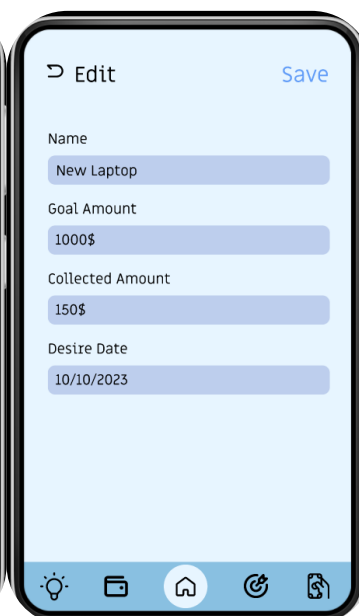 Edit
Save
Name
New Laptop
Goal Amount
1000$
Collected Amount
150$
Desire Date
10/10/2023